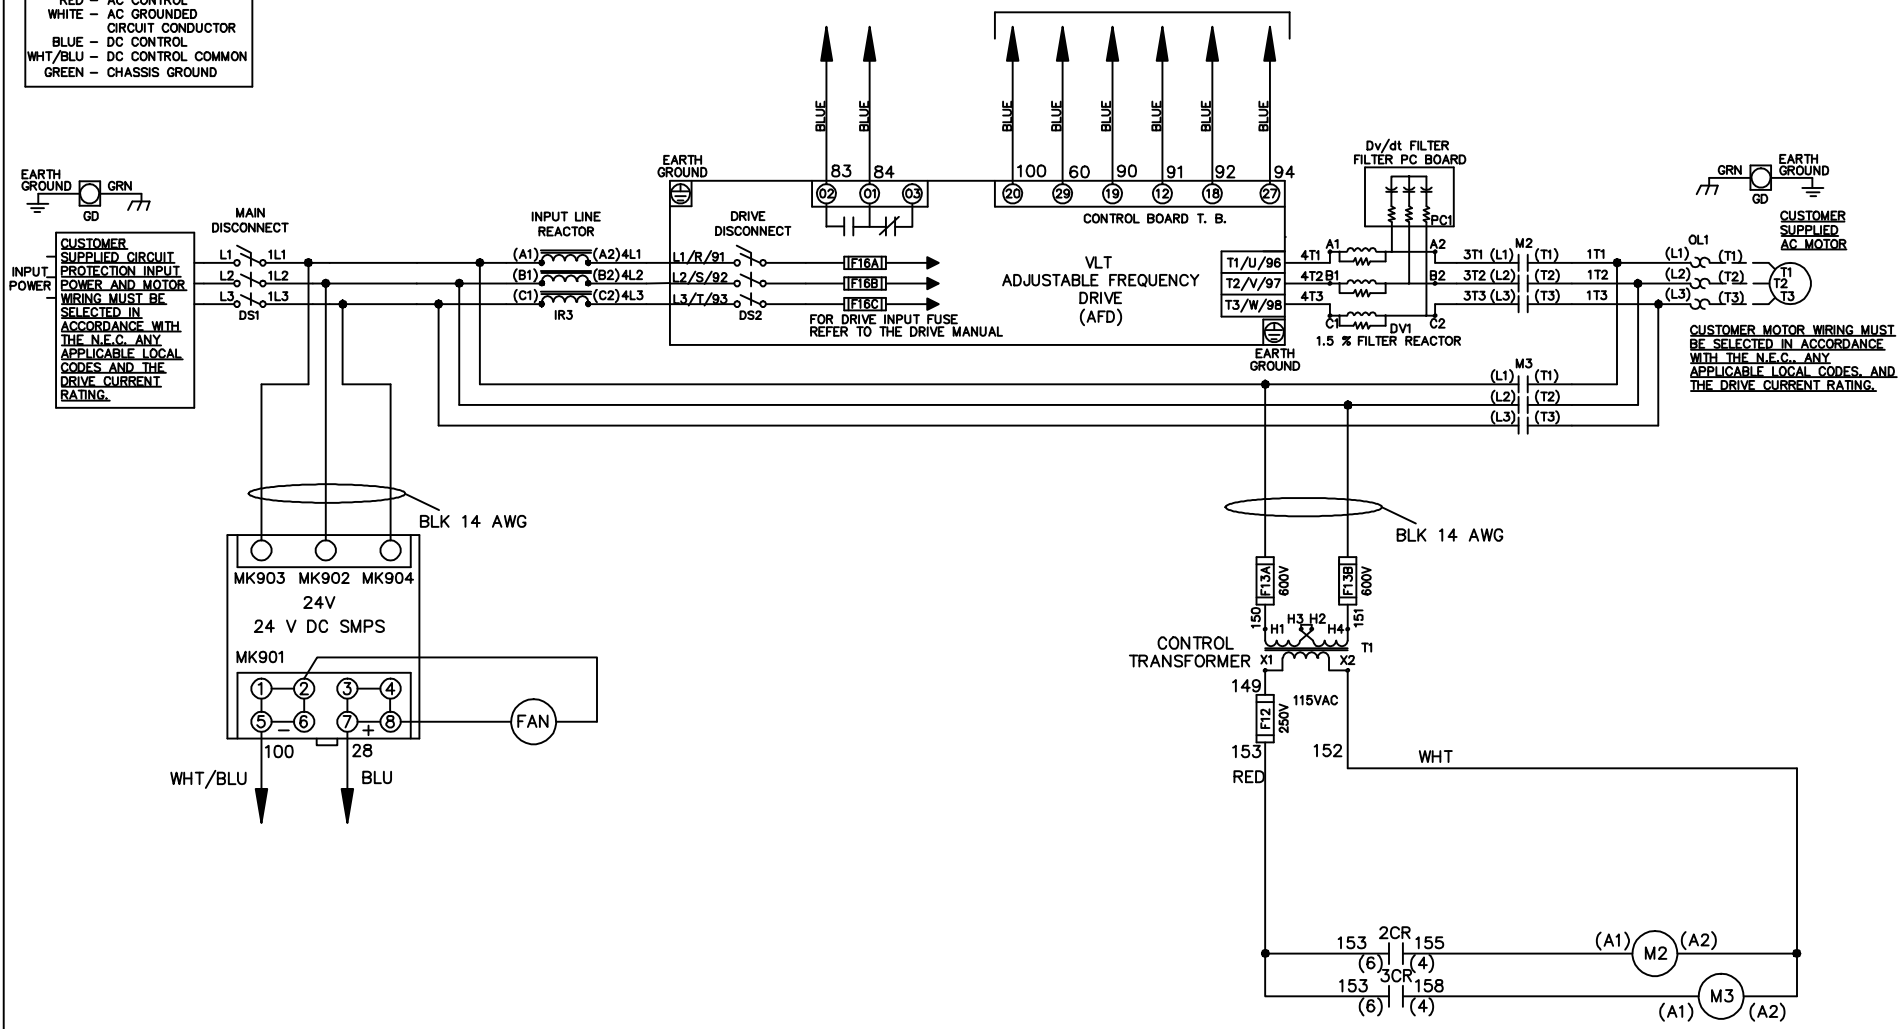 RED – AC CONTROL
WHITE – AC GROUNDED
CIRCUIT CONDUCTOR
BLUE – DC CONTROL
WHT/BLU – DC CONTROL COMMON
GREEN – CHASSIS GROUND
BLUE
BLUE
BLUE
BLUE
BLUE
BLUE
BLUE
BLUE
EARTH
GROUND
GRN
GD
CUSTOMER
SUPPLIED CIRCUIT
PROTECTION INPUT
POWER AND MOTOR
WIRING MUST BE
SELECTED IN
ACCORDANCE WITH
THE N.E.C. ANY
APPLICABLE LOCAL
CODES AND THE
DRIVE CURRENT
RATING.
INPUT
POWER
MAIN
DISCONNECT
L1 1L1
L2 1L2
L3 1L3
DS1
INPUT LINE
REACTOR
(A1) (A2) 4L1
(B1) (B2) 4L2
(C1) (C2) 4L3
IR3
EARTH
GROUND
L1/R/91
L2/S/92
L3/T/93
DRIVE
DISCONNECT
DS2
83 84
02 01 03
F16A
F16B
F16C
FOR DRIVE INPUT FUSE
REFER TO THE DRIVE MANUAL
100 60 90 91 92 94
20 29 19 12 18 27
CONTROL BOARD T. B.
VLT
ADJUSTABLE FREQUENCY
DRIVE
(AFD)
T1/U/96
T2/V/97
T3/W/98
EARTH
GROUND
Dv/dt FILTER
FILTER PC BOARD
PC1
4T1 A1 A2
4T2 B1 B2
4T3 C1 C2
DV1
1.5 % FILTER REACTOR
M2
3T1 (L1) (T1) 1T1
3T2 (L2) (T2) 1T2
3T3 (L3) (T3) 1T3
M3
(L1) (T1)
(L2) (T2)
(L3) (T3)
OL1
(L1) (T1)
(L2) (T2)
(L3) (T3)
T1
T2
T3
GRN
EARTH
GROUND
GD
CUSTOMER
SUPPLIED
AC MOTOR
CUSTOMER MOTOR WIRING MUST
BE SELECTED IN ACCORDANCE
WITH THE N.E.C., ANY
APPLICABLE LOCAL CODES, AND
THE DRIVE CURRENT RATING.
BLK 14 AWG
MK903 MK902 MK904
24V
24 V DC SMPS
MK901
1 2 3 4
5 – 6 7 + 8
FAN
100 28
WHT/BLU BLU
BLK 14 AWG
F13A
600V
F13B
600V
150
151
H1 H3 H2 H4
T1
CONTROL
TRANSFORMER
X1 X2
149
115VAC
F12
250V
153 152
RED
WHT
2CR
153 155
(6) (4)
(A1) M2 (A2)
3CR
153 158
(6) (4)
(A1) M3 (A2)